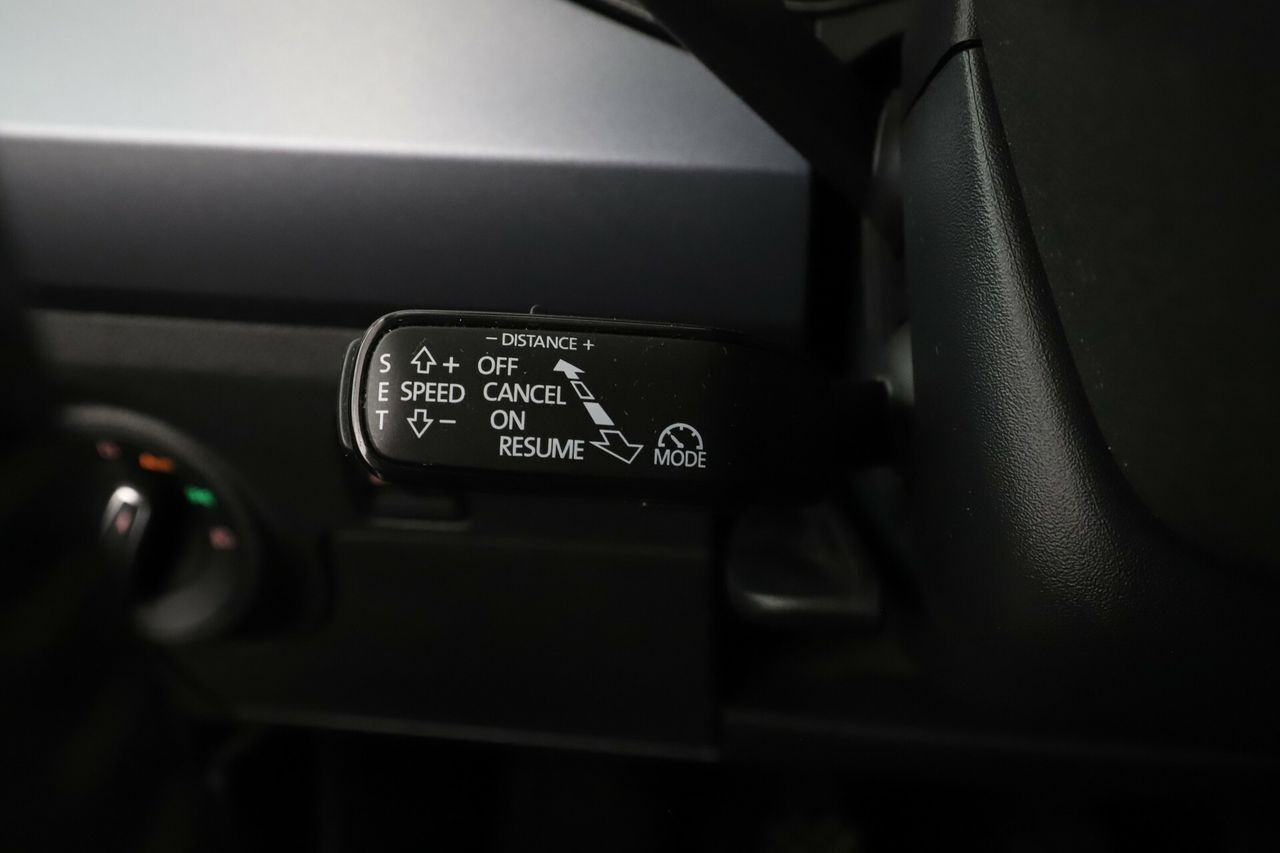 - DISTANCE +
S + OFF
E SPEED CANCEL
T - ON
RESUME
MODE